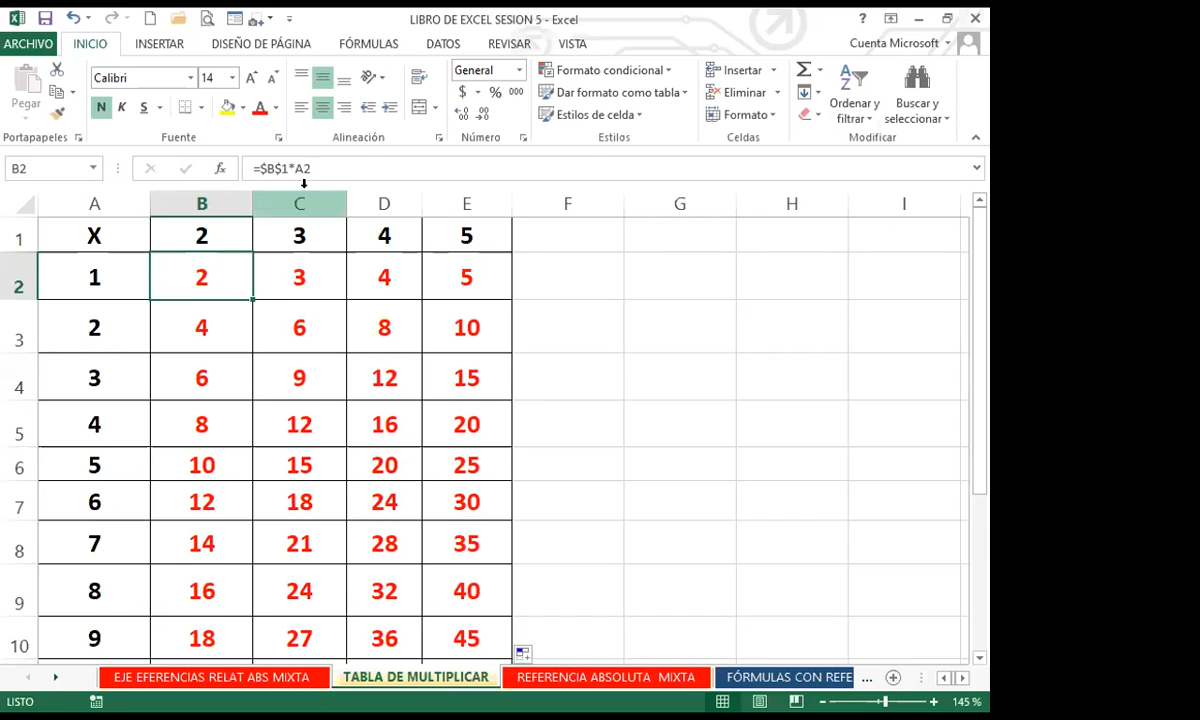 LIBRO DE EXCEL SESION 5 - Excel
ARCHIVO INICIO INSERTAR DISEÑO DE PÁGINA FÓRMULAS DATOS REVISAR VISTA Cuenta Microsoft
Pegar Calibri 14 General Formato condicional Insertar
N K S $ % 000 Dar formato como tabla Eliminar Ordenar y filtrar Buscar y seleccionar
Estilos de celda Formato
Portapapeles Fuente Alineación Número Estilos Celdas Modificar
B2 fx =$B$1*A2
A B C D E F G H I
1 X 2 3 4 5
2 1 2 3 4 5
3 2 4 6 8 10
4 3 6 9 12 15
5 4 8 12 16 20
6 5 10 15 20 25
7 6 12 18 24 30
8 7 14 21 28 35
9 8 16 24 32 40
10 9 18 27 36 45
EJE EFERENCIAS RELAT ABS MIXTA TABLA DE MULTIPLICAR REFERENCIA ABSOLUTA MIXTA FÓRMULAS CON REFE ...
LISTO 145 %